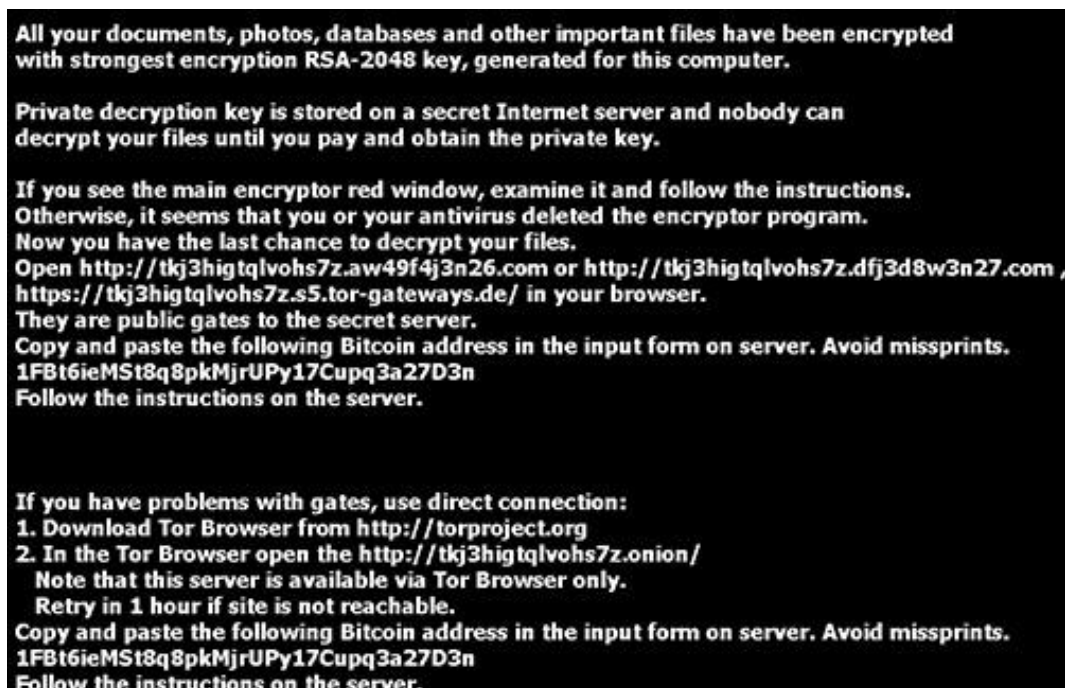 All your documents, photos, databases and other important files have been encrypted
with strongest encryption RSA-2048 key, generated for this computer.
Private decryption key is stored on a secret Internet server and nobody can
decrypt your files until you pay and obtain the private key.
If you see the main encryptor red window, examine it and follow the instructions.
Otherwise, it seems that you or your antivirus deleted the encryptor program.
Now you have the last chance to decrypt your files.
Open http://tkj3higtqlvohs7z.aw49f4j3n26.com or http://tkj3higtqlvohs7z.dfj3d8w3n27.com ,
https://tkj3higtqlvohs7z.s5.tor-gateways.de/ in your browser.
They are public gates to the secret server.
Copy and paste the following Bitcoin address in the input form on server. Avoid missprints.
1FBt6ieMSt8q8pkMjrUPy17Cupq3a27D3n
Follow the instructions on the server.
If you have problems with gates, use direct connection:
1. Download Tor Browser from http://torproject.org
2. In the Tor Browser open the http://tkj3higtqlvohs7z.onion/
Note that this server is available via Tor Browser only.
Retry in 1 hour if site is not reachable.
Copy and paste the following Bitcoin address in the input form on server. Avoid missprints.
1FBt6ieMSt8q8pkMjrUPy17Cupq3a27D3n
Follow the instructions on the server.